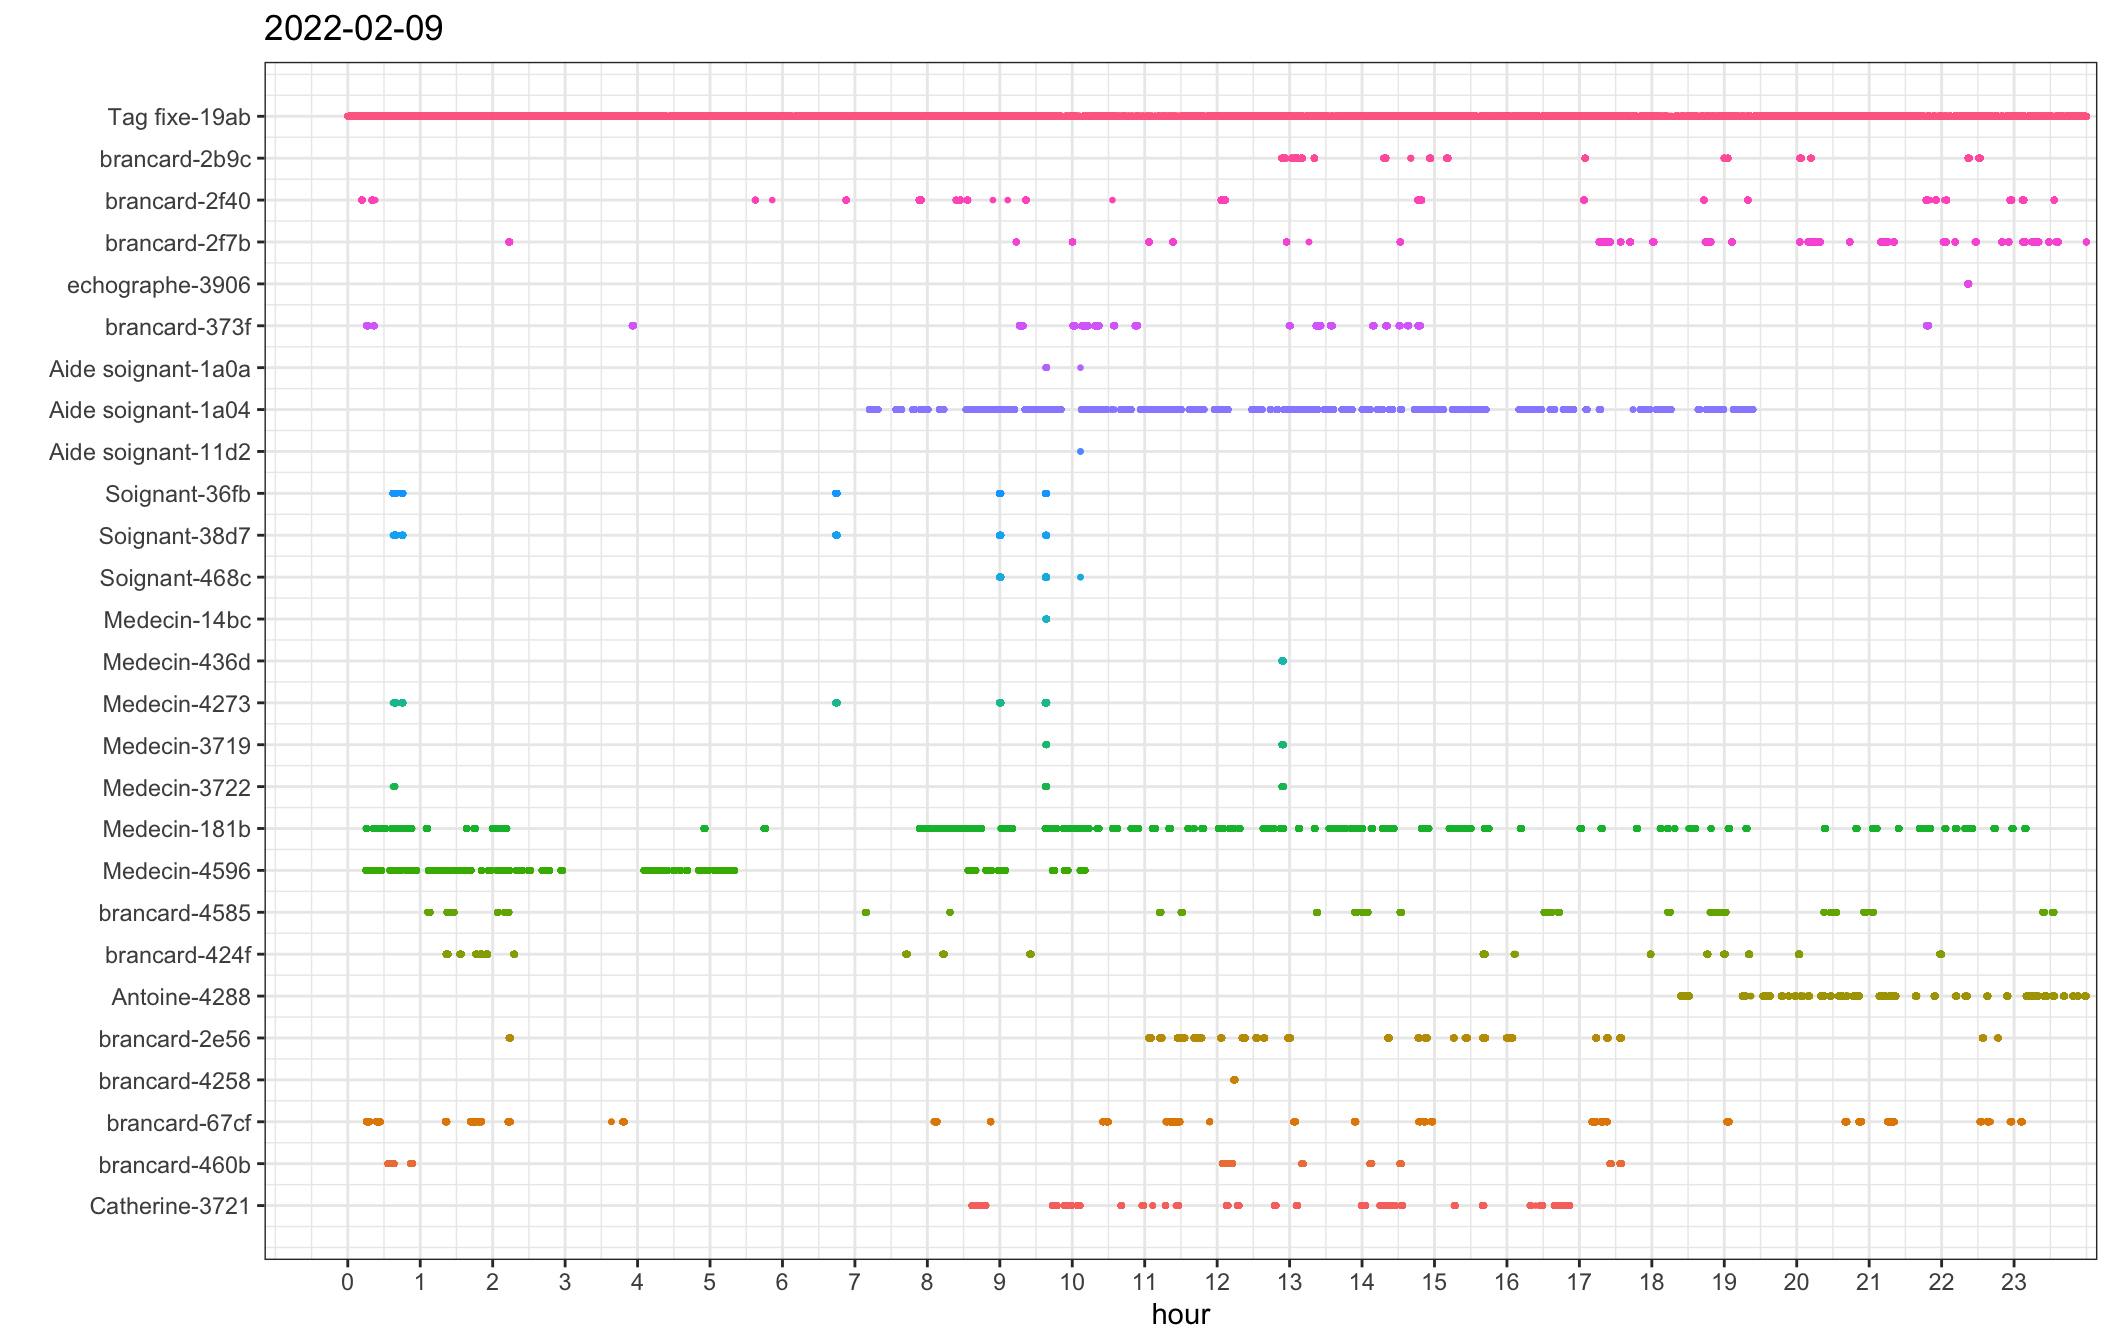 2022-02-09
Tag fixe-19ab
brancard-2b9c
brancard-2f40
brancard-2f7b
echographe-3906
brancard-373f
Aide soignant-1a0a
Aide soignant-1a04
Aide soignant-11d2
Soignant-36fb
Soignant-38d7
Soignant-468c
Medecin-14bc
Medecin-436d
Medecin-4273
Medecin-3719
Medecin-3722
Medecin-181b
Medecin-4596
brancard-4585
brancard-424f
Antoine-4288
brancard-2e56
brancard-4258
brancard-67cf
brancard-460b
Catherine-3721
0 1 2 3 4 5 6 7 8 9 10 11 12 13 14 15 16 17 18 19 20 21 22 23
hour